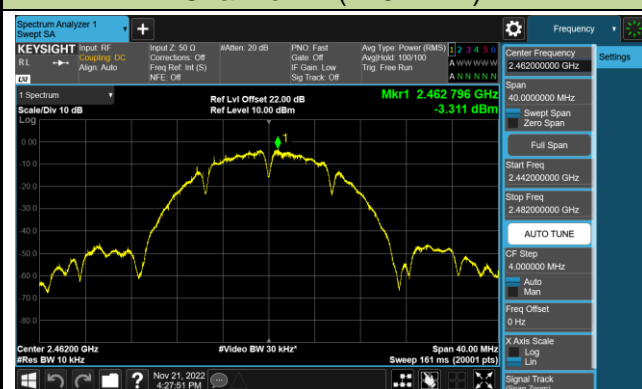 Spectrum Analyzer 1
Swept SA
Frequency
KEYSIGHT
RL
LXI
Input: RF
Coupling: DC
Align: Auto
Input Z: 50 Ω
Corrections: Off
Freq Ref: Int (S)
NFE: Off
#Atten: 20 dB
PNO: Fast
Gate: Off
IF Gain: Low
Sig Track: Off
Avg Type: Power (RMS)
Avg|Hold: 100/100
Trig: Free Run
1 2 3 4 5 6
A W W W W W
A N N N N N
1 Spectrum
Scale/Div 10 dB
Log
Ref Lvl Offset 22.00 dB
Ref Level 10.00 dBm
Mkr1 2.462 796 GHz
-3.311 dBm
1
0.00
-10.0
-20.0
-30.0
-40.0
-50.0
-60.0
-70.0
-80.0
Center 2.46200 GHz
#Res BW 10 kHz
#Video BW 30 kHz*
Span 40.00 MHz
Sweep 161 ms (20001 pts)
Nov 21, 2022
4:27:51 PM
Center Frequency
2.462000000 GHz
Settings
Span
40.0000000 MHz
Swept Span
Zero Span
Full Span
Start Freq
2.442000000 GHz
Stop Freq
2.482000000 GHz
AUTO TUNE
CF Step
4.000000 MHz
Auto
Man
Freq Offset
0 Hz
X Axis Scale
Log
Lin
Signal Track